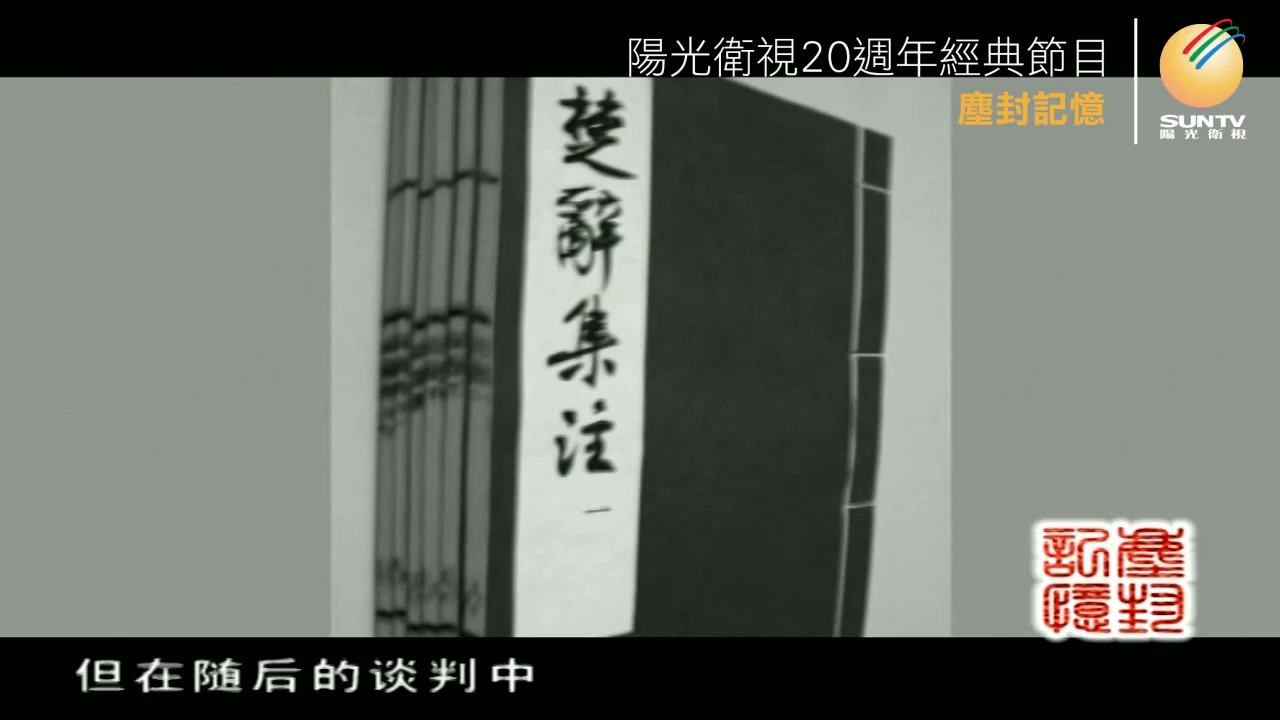 陽光衛視20週年經典節目
塵封記憶
SUNTV
陽光衛視
楚辭集注
一
塵封
記憶
但在随后的谈判中